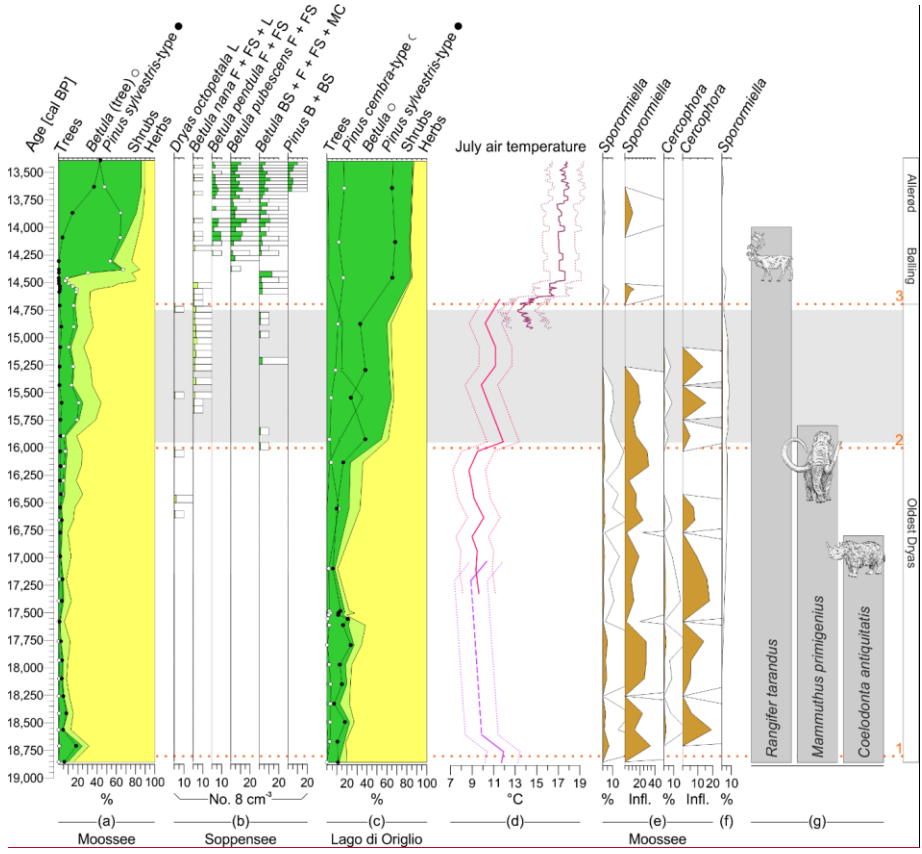 Age [cal BP]
Trees
Betula (tree)
Pinus sylvestris-type
Shrubs
Herbs
Dryas octopetala L
Betula nana F + FS + L
Betula pendula F + FS
Betula pubescens F + FS
Betula BS + F + FS + MC
Pinus B + BS
Trees
Pinus cembra-type
Betula
Pinus sylvestris-type
Shrubs
Herbs
July air temperature
Sporormiella
Sporormiella
Cercophora
Cercophora
Sporormiella
13,500
13,750
14,000
14,250
14,500
14,750
15,000
15,250
15,500
15,750
16,000
16,250
16,500
16,750
17,000
17,250
17,500
17,750
18,000
18,250
18,500
18,750
19,000
Allerød
Bølling
Oldest Dryas
3
2
1
Rangifer tarandus
Mammuthus primigenius
Coelodonta antiquitatis
20 40 60 80 100
10 10 10 20 20 20
20 40 60 80 100
7 9 11 13 15 17 19
10 20 40 10 10 20 10
% No. 8 cm⁻³ % °C % Infl. % Infl. %
(a) (b) (c) (d) (e) (f) (g)
Moossee Soppensee Lago di Origlio Moossee